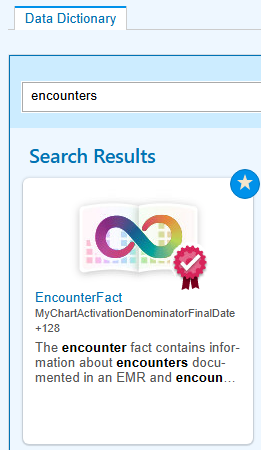 Data Dictionary
encounters
Search Results
EncounterFact
MyChartActivationDenominatorFinalDate
+128
The encounter fact contains infor-
mation about encounters docu-
mented in an EMR and encoun...